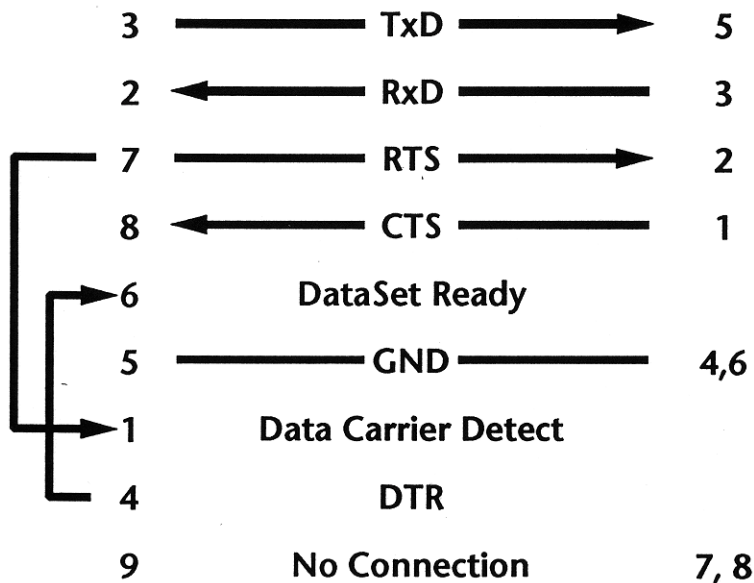 3 TxD 5
2 RxD 3
7 RTS 2
8 CTS 1
6 DataSet Ready
5 GND 4,6
1 Data Carrier Detect
4 DTR
9 No Connection 7, 8